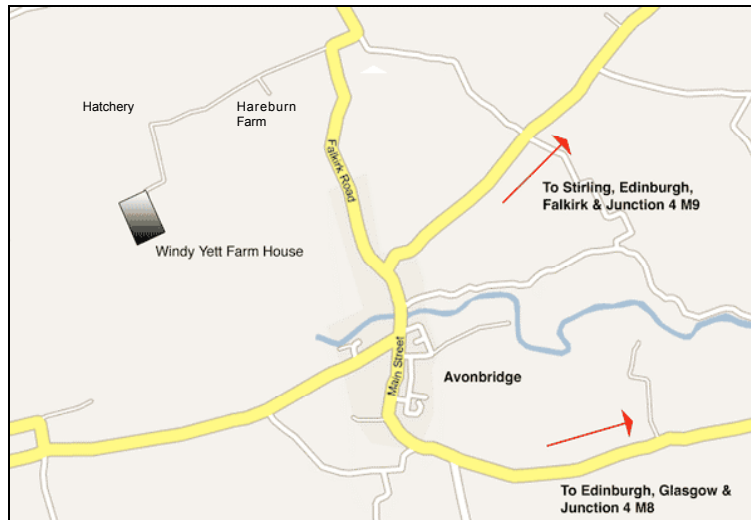 Hatchery
Hareburn
Farm
Falkirk Road
To Stirling, Edinburgh,
Falkirk & Junction 4 M9
Windy Yett Farm House
Main Street
Avonbridge
To Edinburgh, Glasgow &
Junction 4 M8